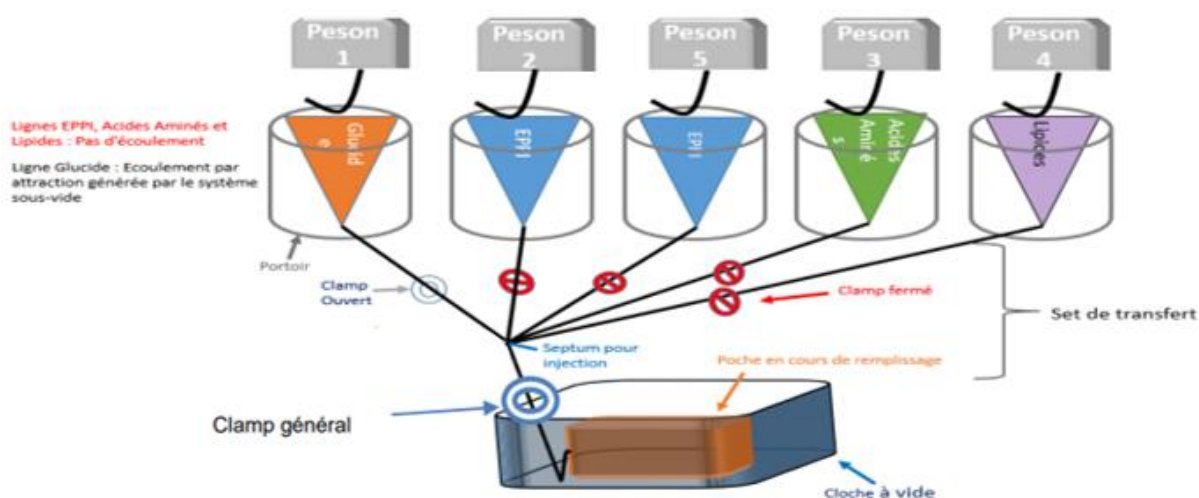 Peson
1
Peson
2
Peson
5
Peson
3
Peson
4
Lignes EPPI, Acides Aminés et
Lipides : Pas d'écoulement
Ligne Glucide : Ecoulement par
attraction générée par le système
sous-vide
Glucid
e
EPPI
EPPI
Acides
Aminé
s
Lipides
Portoir
Clamp
Ouvert
Clamp fermé
Set de transfert
Septum pour
injection
Poche en cours de remplissage
Clamp général
Cloche à vide